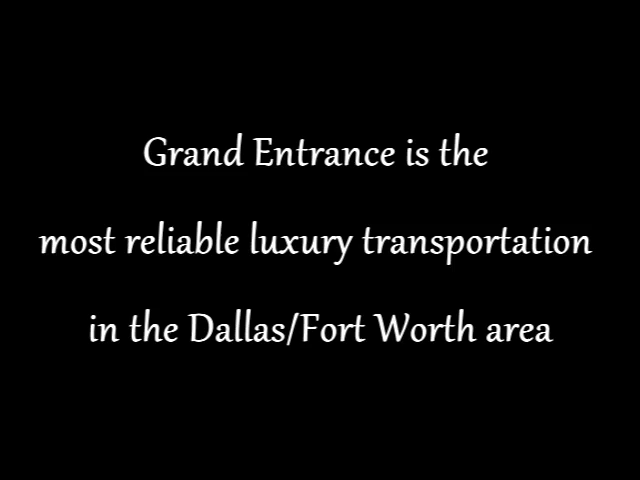 Grand Entrance is the
most reliable luxury transportation
in the Dallas/Fort Worth area